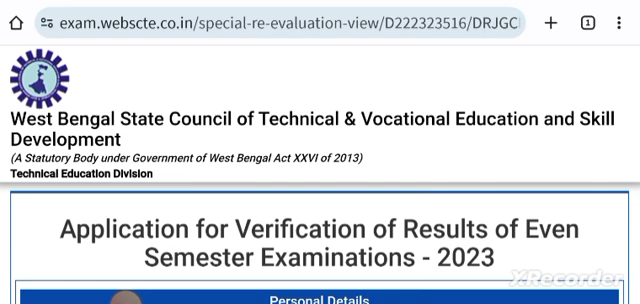 exam.webscte.co.in/special-re-evaluation-view/D222323516/DRJGC
1
West Bengal State Council of Technical & Vocational Education and Skill
Development
(A Statutory Body under Government of West Bengal Act XXVI of 2013)
Technical Education Division
Application for Verification of Results of Even
Semester Examinations - 2023
Personal Details
XRecorder